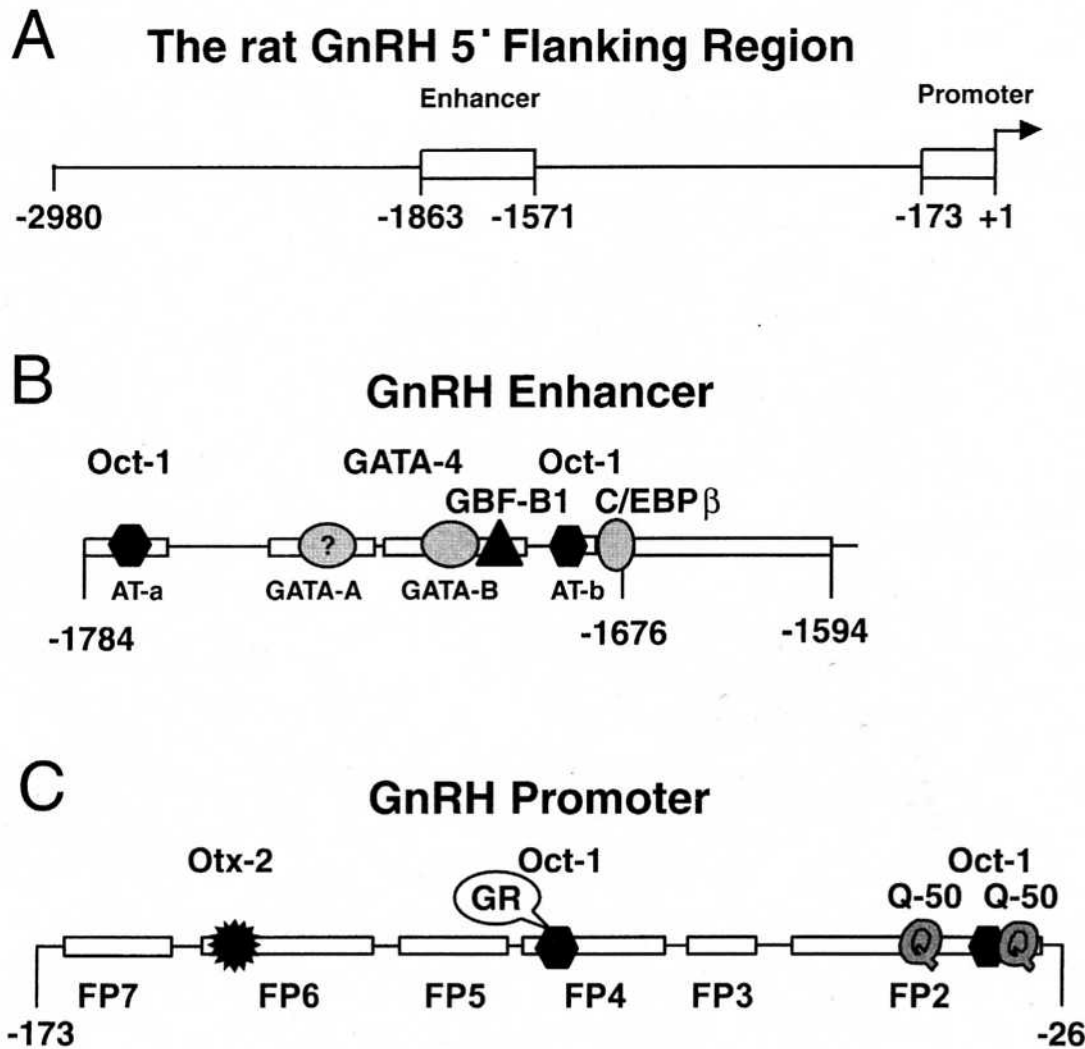 A
The rat GnRH 5' Flanking Region
Enhancer
Promoter
-2980
-1863
-1571
-173
+1
B
GnRH Enhancer
Oct-1
GATA-4
Oct-1
GBF-B1
C/EBP β
?
AT-a
GATA-A
GATA-B
AT-b
-1784
-1676
-1594
C
GnRH Promoter
Otx-2
Oct-1
Oct-1
GR
Q-50
Q-50
Q
Q
FP7
FP6
FP5
FP4
FP3
FP2
-173
-26